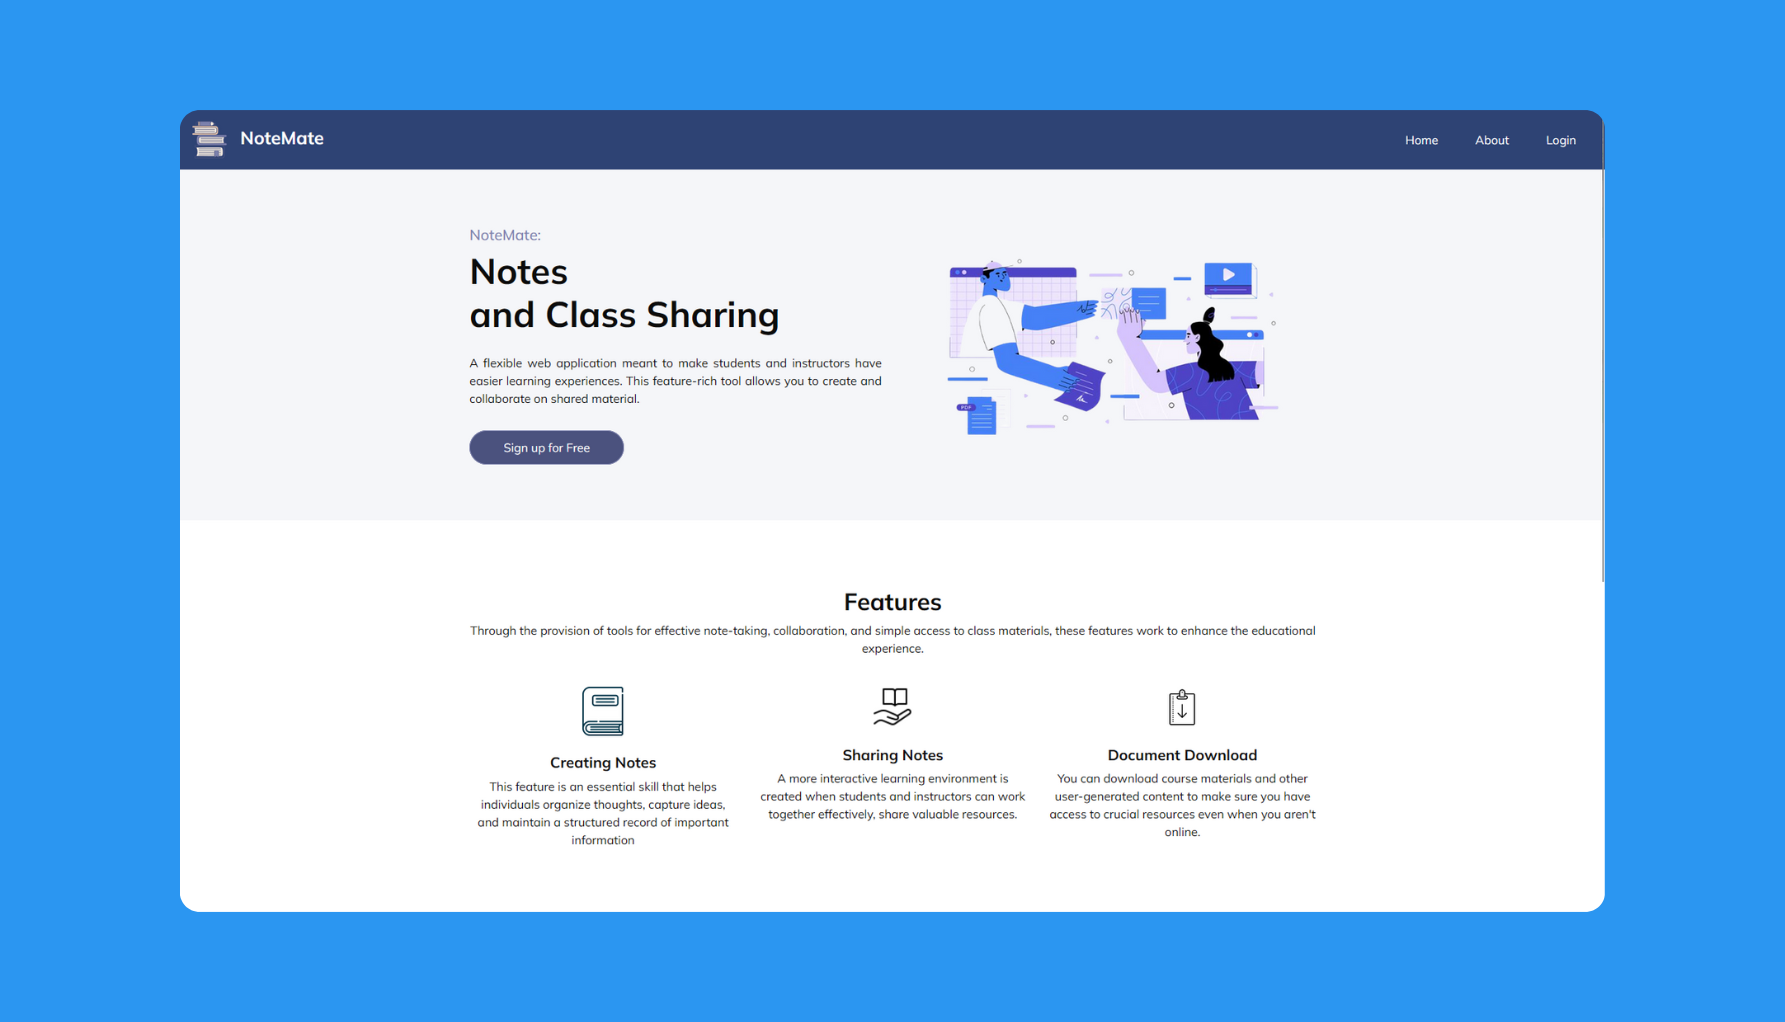 NoteMate
Home
About
Login
NoteMate:
Notes
and Class Sharing
A flexible web application meant to make students and instructors have
easier learning experiences. This feature-rich tool allows you to create and
collaborate on shared material.
Sign up for Free
PDF
Features
Through the provision of tools for effective note-taking, collaboration, and simple access to class materials, these features work to enhance the educational
experience.
Creating Notes
This feature is an essential skill that helps
individuals organize thoughts, capture ideas,
and maintain a structured record of important
information
Sharing Notes
A more interactive learning environment is
created when students and instructors can work
together effectively, share valuable resources.
Document Download
You can download course materials and other
user-generated content to make sure you have
access to crucial resources even when you aren't
online.